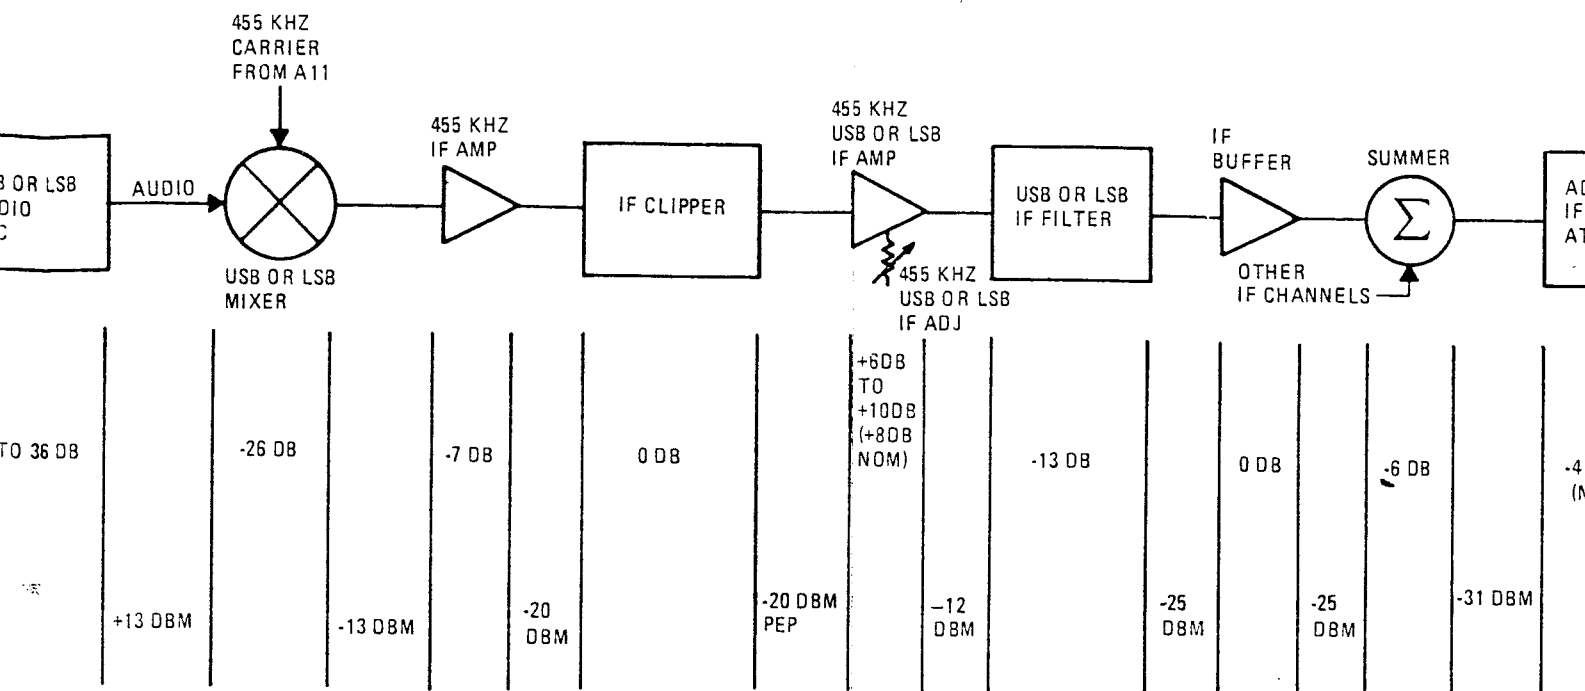 455 KHZ
CARRIER
FROM A11
455 KHZ
IF AMP
455 KHZ
USB OR LSB
IF AMP
IF
BUFFER
SUMMER
B OR LSB
DIO
C
AUDIO
IF CLIPPER
USB OR LSB
IF FILTER
Σ
AD
IF
AT
USB OR LSB
MIXER
455 KHZ
USB OR LSB
IF ADJ
OTHER
IF CHANNELS
+6DB
TO
+10DB
(+8DB
NOM)
TO 36 DB
-26 DB
-7 DB
0 DB
-13 DB
0 DB
-6 DB
-4
(N
+13 DBM
-13 DBM
-20
DBM
-20 DBM
PEP
-12
DBM
-25
DBM
-25
DBM
-31 DBM